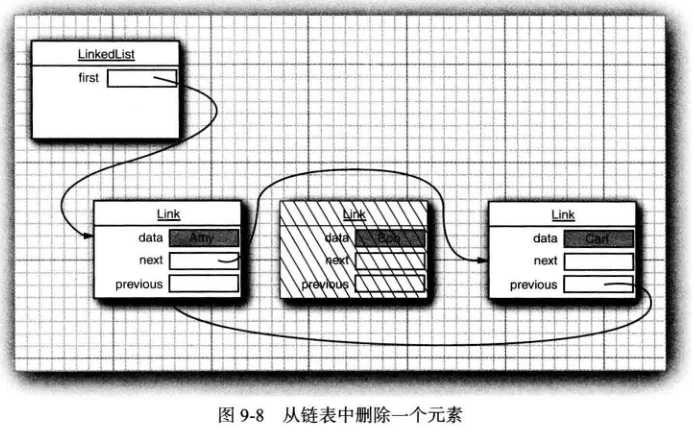 LinkedList
first
Link
data Amy
next
previous
Link
data Bob
next
previous
Link
data Carl
next
previous
图 9-8 从链表中删除一个元素